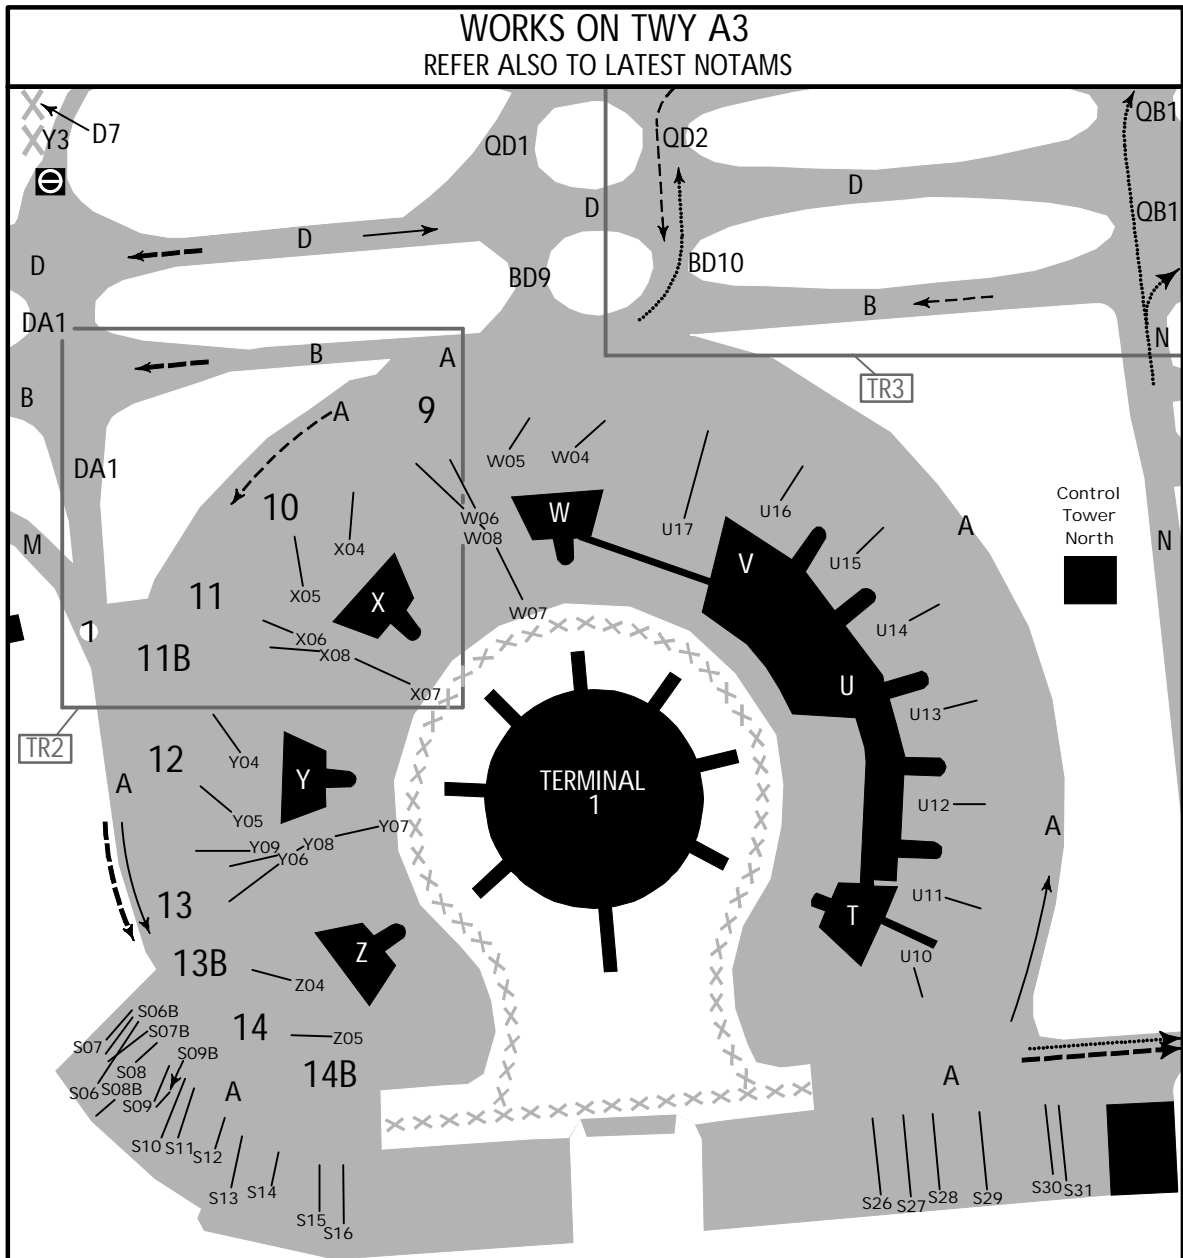 WORKS ON TWY A3
REFER ALSO TO LATEST NOTAMS
D7
Y3
QD1
QD2
QB1
D
D
D
QB1
D
BD9
BD10
B
DA1
B
A
N
TR3
B
A
9
DA1
W05
W04
10
W06
W08
W
U17
U16
A
Control
Tower
North
M
X04
V
U15
N
11
X05
X
W07
U14
1
X06
X08
11B
X07
U
U13
TR2
12
Y04
Y
TERMINAL
1
A
Y05
U12
A
Y09
Y08
Y07
Y06
13
U11
T
13B
Z
U10
Z04
S06B
S07B
14
Z05
S07
S09B
S08
14B
A
S06
S08B
S09
A
S10
S11
S12
S13
S14
S15
S16
S26
S27
S28
S29
S30
S31